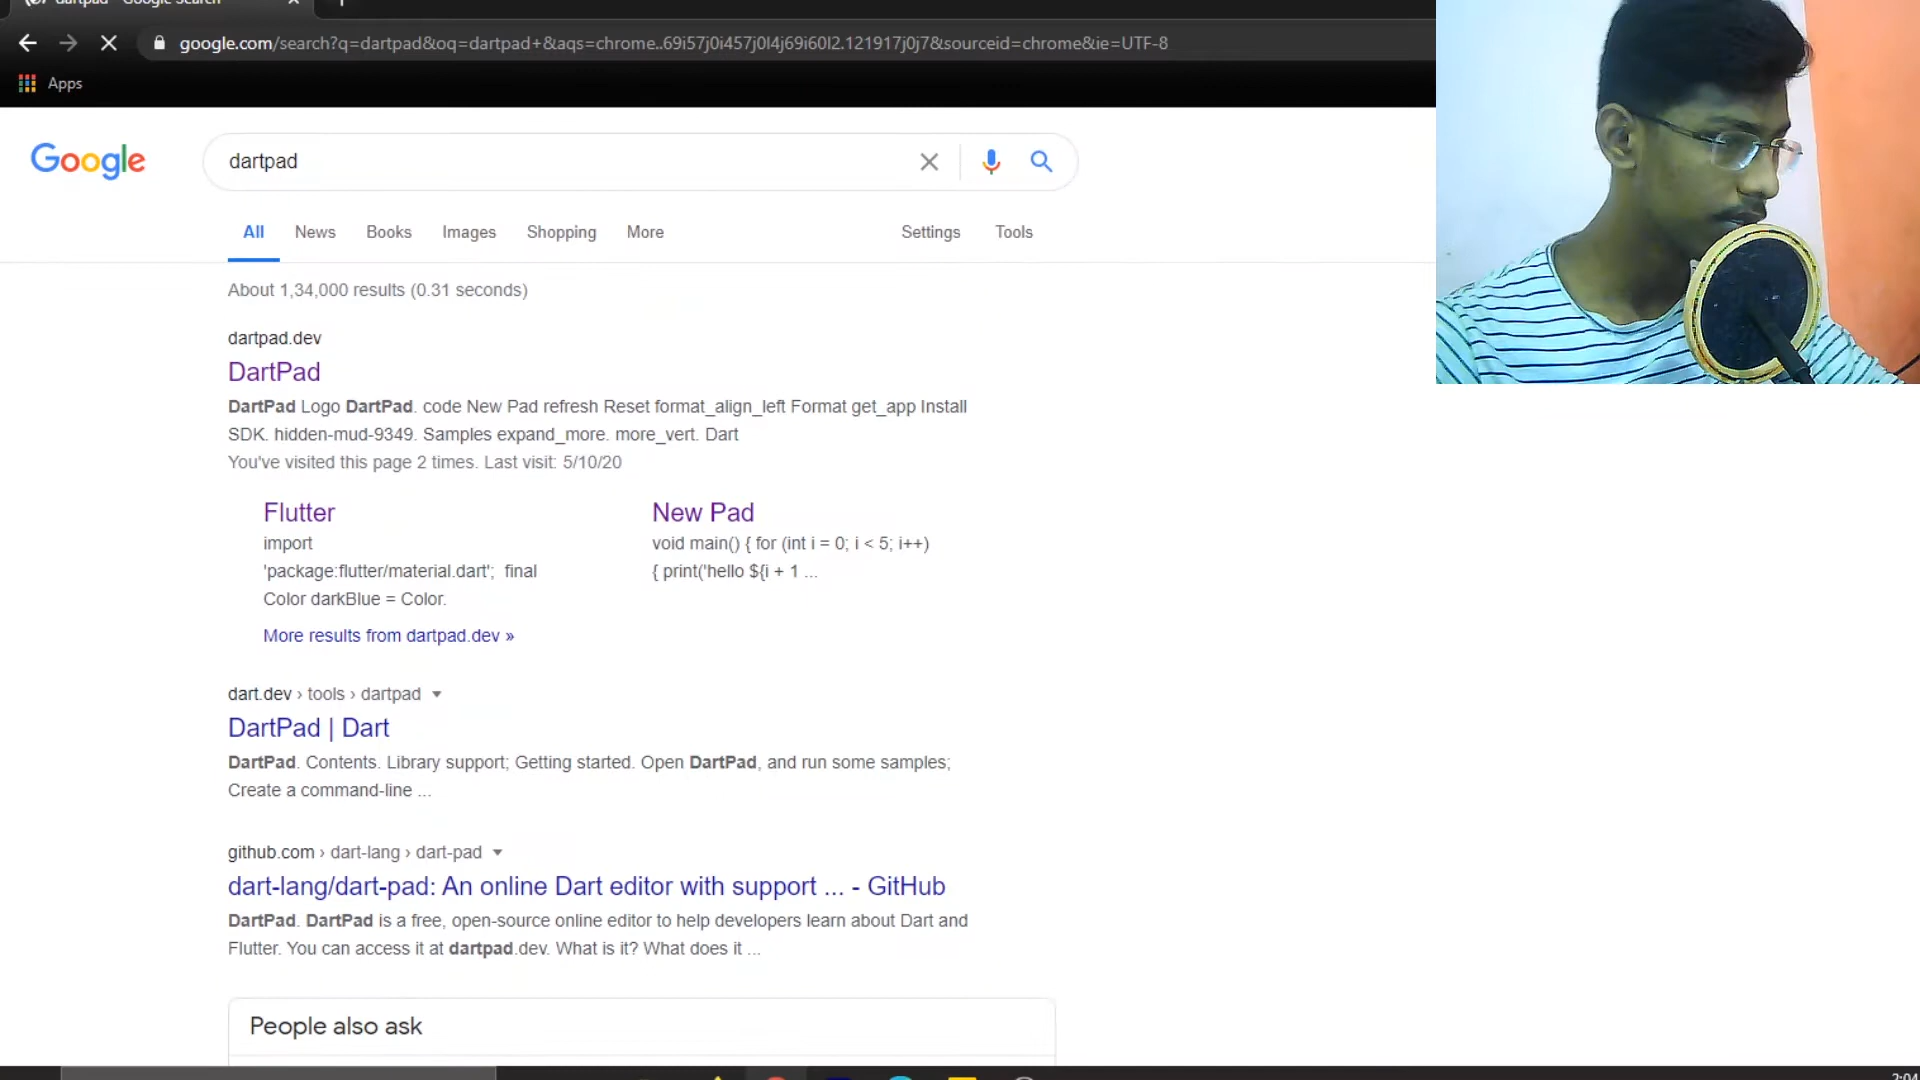 google.com/search?q=dartpad&oq=dartpad+&aqs=chrome..69i57j0i457j0l4j69i60l2.121917j0j7&sourceid=chrome&ie=UTF-8
Apps
Google
dartpad
All News Books Images Shopping More Settings Tools
About 1,34,000 results (0.31 seconds)
dartpad.dev
DartPad
DartPad Logo DartPad. code New Pad refresh Reset format_align_left Format get_app Install
SDK. hidden-mud-9349. Samples expand_more. more_vert. Dart
You've visited this page 2 times. Last visit: 5/10/20
Flutter
import
'package:flutter/material.dart'; final
Color darkBlue = Color.
New Pad
void main() { for (int i = 0; i < 5; i++)
{ print('hello ${i + 1 ...
More results from dartpad.dev »
dart.dev › tools › dartpad
DartPad | Dart
DartPad. Contents. Library support; Getting started. Open DartPad, and run some samples;
Create a command-line ...
github.com › dart-lang › dart-pad
dart-lang/dart-pad: An online Dart editor with support ... - GitHub
DartPad. DartPad is a free, open-source online editor to help developers learn about Dart and
Flutter. You can access it at dartpad.dev. What is it? What does it ...
People also ask